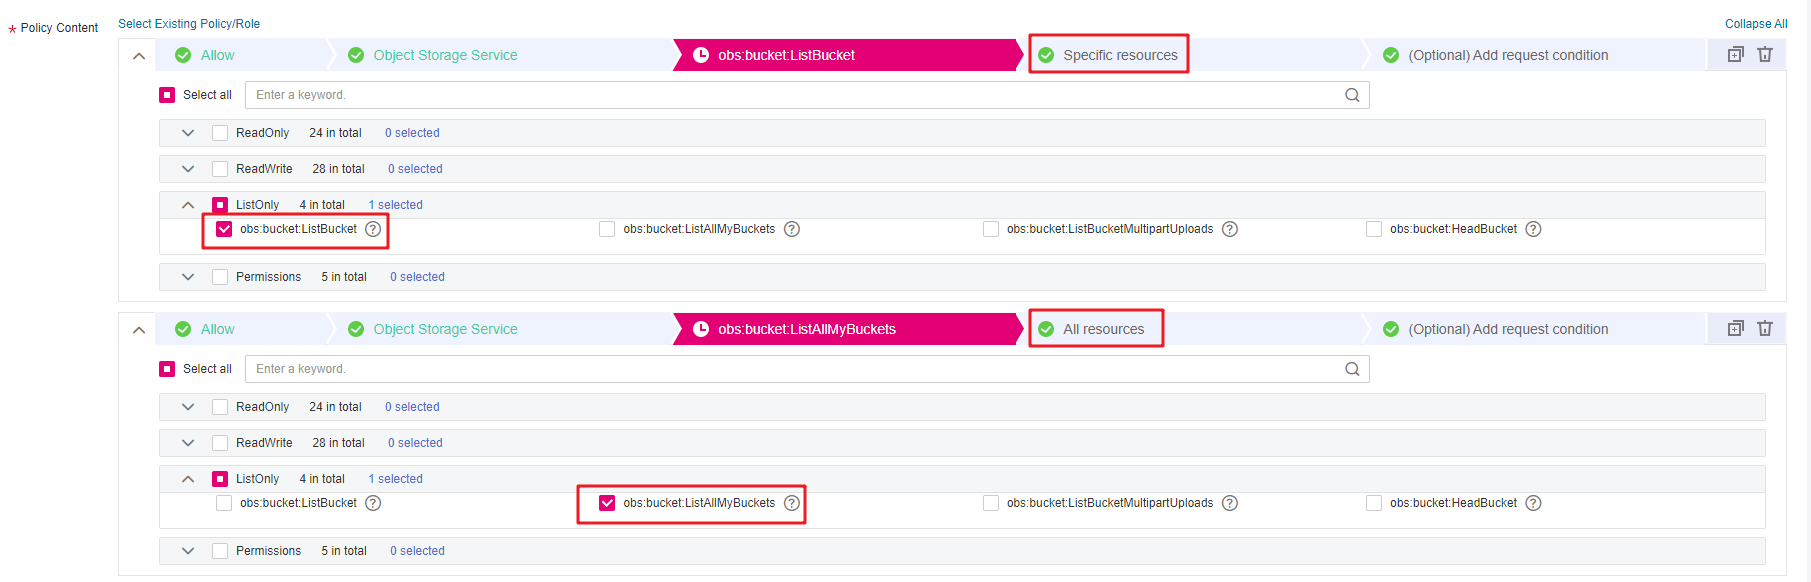 * Policy Content
Select Existing Policy/Role
Collapse All
Allow
Object Storage Service
obs:bucket:ListBucket
Specific resources
(Optional) Add request condition
Select all
Enter a keyword.
ReadOnly 24 in total 0 selected
ReadWrite 28 in total 0 selected
ListOnly 4 in total 1 selected
obs:bucket:ListBucket ? obs:bucket:ListAllMyBuckets ? obs:bucket:ListBucketMultipartUploads ? obs:bucket:HeadBucket ?
Permissions 5 in total 0 selected
Allow
Object Storage Service
obs:bucket:ListAllMyBuckets
All resources
(Optional) Add request condition
Select all
Enter a keyword.
ReadOnly 24 in total 0 selected
ReadWrite 28 in total 0 selected
ListOnly 4 in total 1 selected
obs:bucket:ListBucket ? obs:bucket:ListAllMyBuckets ? obs:bucket:ListBucketMultipartUploads ? obs:bucket:HeadBucket ?
Permissions 5 in total 0 selected